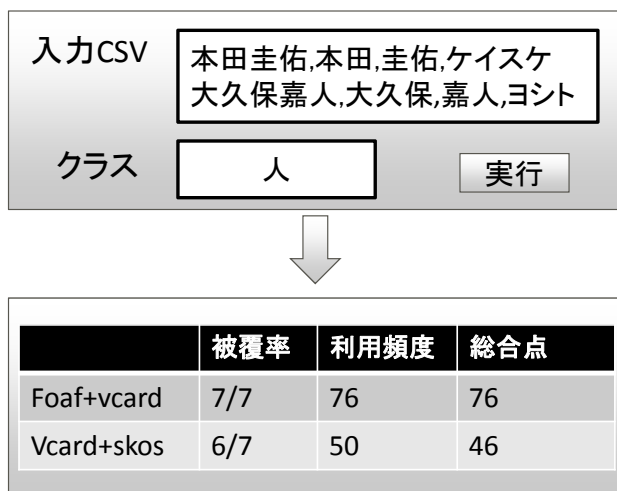 入力CSV
本田圭佑,本田,圭佑,ケイスケ
大久保嘉人,大久保,嘉人,ヨシト
クラス
人
実行
被覆率 利用頻度 総合点
Foaf+vcard 7/7 76 76
Vcard+skos 6/7 50 46